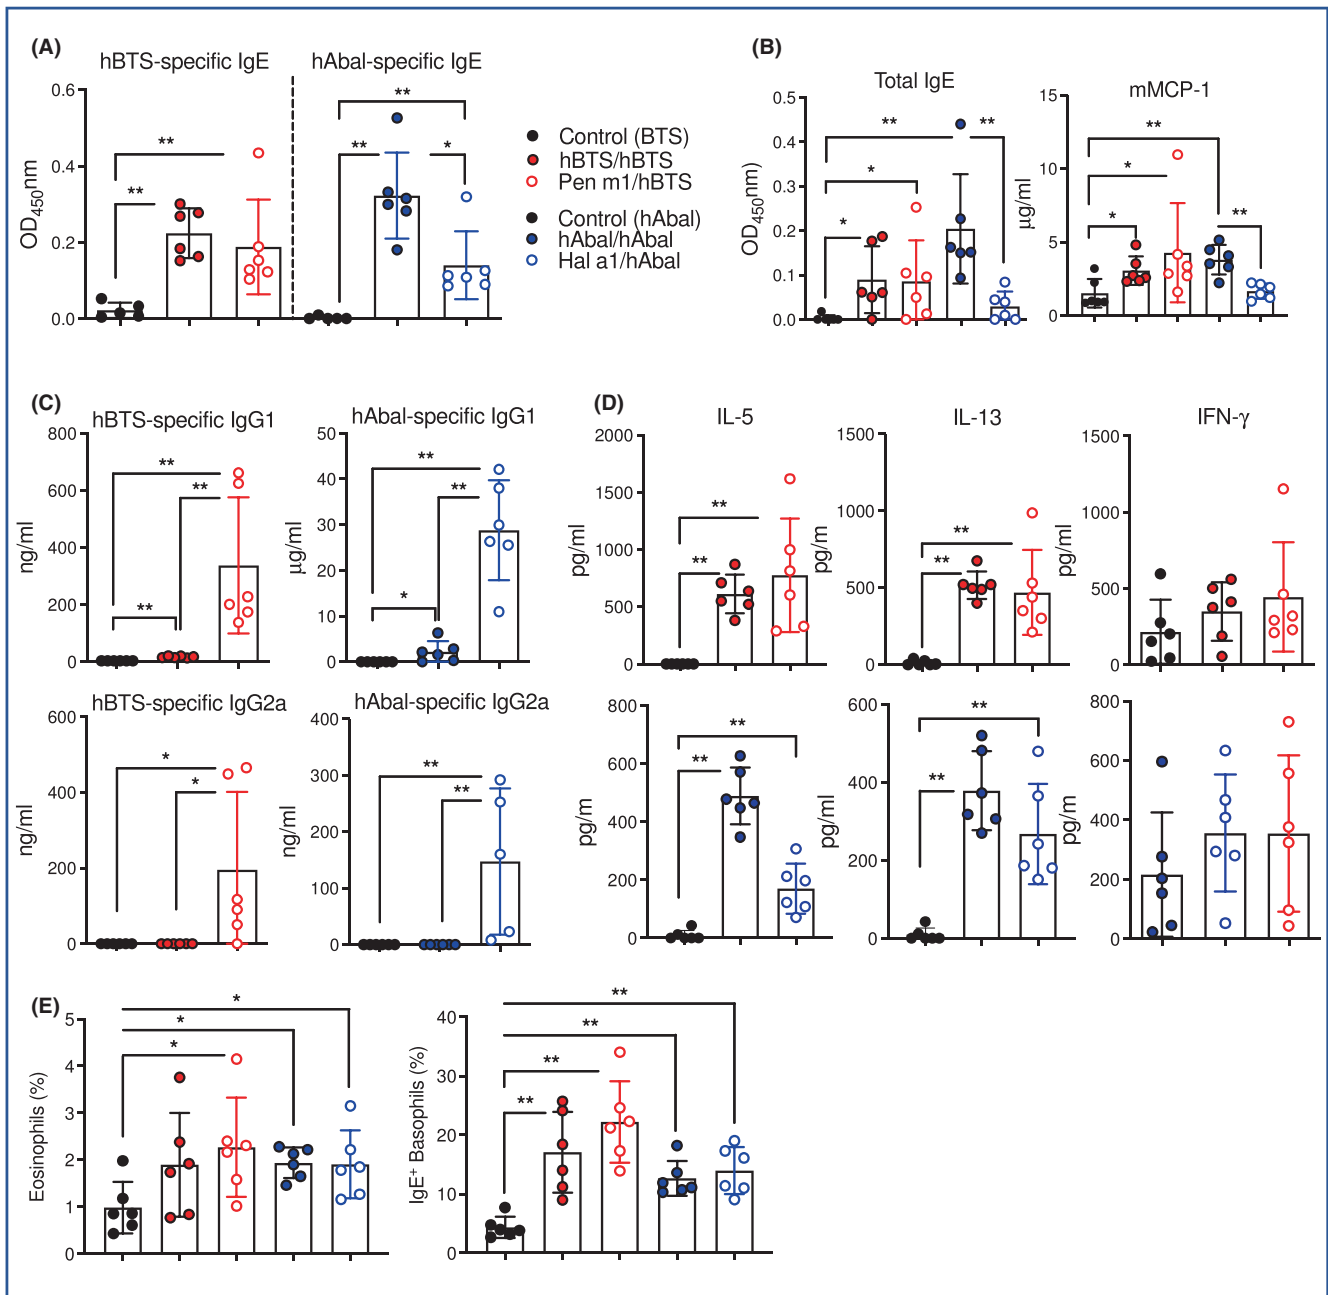 (A)
hBTS-specific IgE
hAbal-specific IgE
OD450nm
0.6
0.4
0.2
0.0
**
**
**
**
*
Control (BTS)
hBTS/hBTS
Pen m1/hBTS
Control (hAbal)
hAbal/hAbal
Hal a1/hAbal
(B)
Total IgE
OD450nm)
0.5
0.4
0.3
0.2
0.1
0.0
**
**
*
*
mMCP-1
µg/ml
15
10
5
0
**
*
*
**
(C)
hBTS-specific IgG1
ng/ml
800
600
400
200
0
**
**
**
hAbal-specific IgG1
µg/ml
50
40
30
20
10
0
**
**
*
hBTS-specific IgG2a
ng/ml
600
400
200
0
*
*
hAbal-specific IgG2a
ng/ml
400
300
200
100
0
**
**
(D)
IL-5
pg/ml
2000
1500
1000
500
0
**
**
IL-13
pg/m
1500
1000
500
0
**
**
IFN-γ
pg/ml
1500
1000
500
0
pg/m
800
600
400
200
0
**
**
pg/m
600
400
200
0
**
**
pg/m
800
600
400
200
0
(E)
Eosinophils (%)
5
4
3
2
1
0
*
*
*
IgE+ Basophils (%)
40
30
20
10
0
**
**
**
**